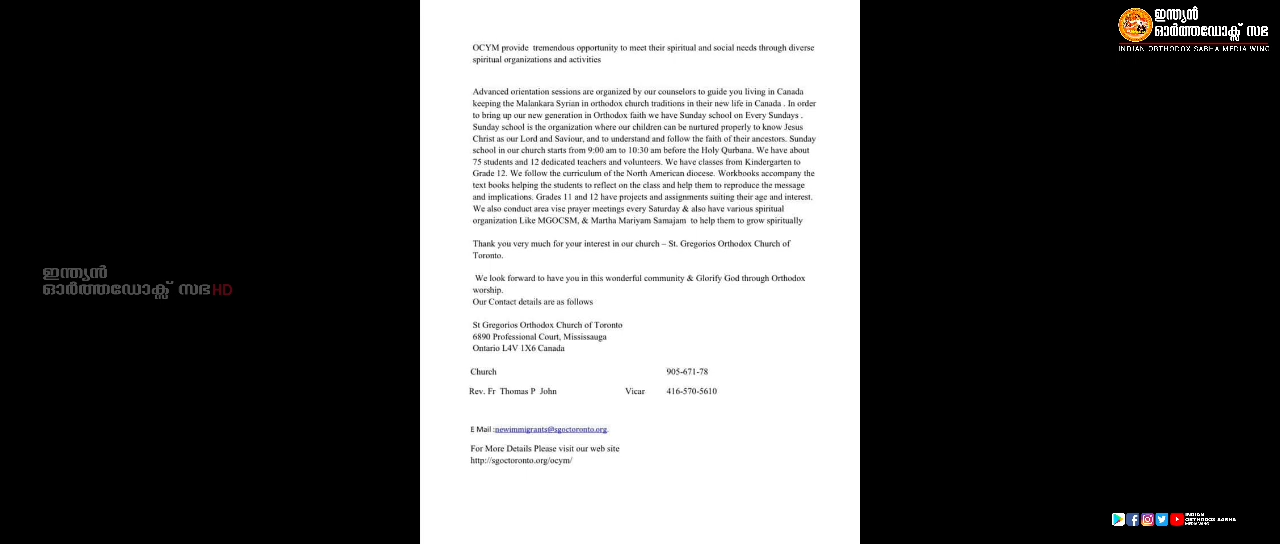 OCYM provide tremendous opportunity to meet their spiritual and social needs through diverse
spiritual organizations and activities
Advanced orientation sessions are organized by our counselors to guide you living in Canada
keeping the Malankara Syrian in orthodox church traditions in their new life in Canada . In order
to bring up our new generation in Orthodox faith we have Sunday school on Every Sundays .
Sunday school is the organization where our children can be nurtured properly to know Jesus
Christ as our Lord and Saviour, and to understand and follow the faith of their ancestors. Sunday
school in our church starts from 9:00 am to 10:30 am before the Holy Qurbana. We have about
75 students and 12 dedicated teachers and volunteers. We have classes from Kindergarten to
Grade 12. We follow the curriculum of the North American diocese. Workbooks accompany the
text books helping the students to reflect on the class and help them to reproduce the message
and implications. Grades 11 and 12 have projects and assignments suiting their age and interest.
We also conduct area vise prayer meetings every Saturday & also have various spiritual
organization Like MGOCSM, & Martha Mariyam Samajam to help them to grow spiritually
Thank you very much for your interest in our church – St. Gregorios Orthodox Church of
Toronto.
We look forward to have you in this wonderful community & Glorify God through Orthodox
worship.
Our Contact details are as follows
St Gregorios Orthodox Church of Toronto
6890 Professional Court, Mississauga
Ontario L4V 1X6 Canada
Church 905-671-78
Rev. Fr Thomas P John Vicar 416-570-5610
E Mail :newimmigrants@sgoctoronto.org.
For More Details Please visit our web site
http://sgoctoronto.org/ocym/
ഇന്ത്യൻ
ഓർത്തഡോക്സ് സഭ HD
ഇന്ത്യൻ
ഓർത്തഡോക്സ് സഭ
INDIAN ORTHODOX SABHA MEDIA WING
INDIAN
ORTHODOX SABHA
MEDIA WING